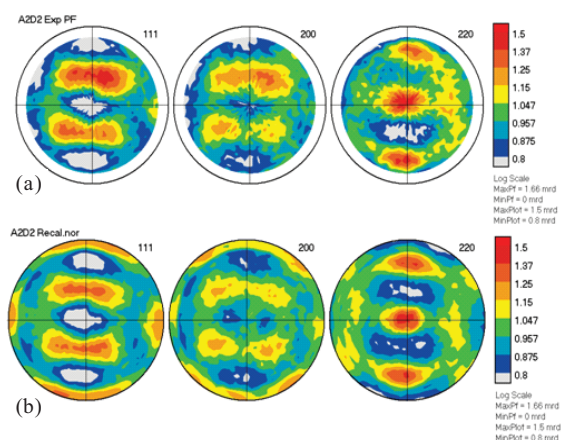 A2D2 Exp PF
111
200
220
1.5
1.37
1.25
1.15
1.047
0.957
0.875
0.8
Log Scale
MaxPf = 1.66 mrd
MinPf = 0 mrd
MaxPlot = 1.5 mrd
MinPlot = 0.8 mrd
(a)
A2D2 Recal.nor
111
200
220
1.5
1.37
1.25
1.15
1.047
0.957
0.875
0.8
Log Scale
MaxPf = 1.66 mrd
MinPf = 0 mrd
MaxPlot = 1.5 mrd
MinPlot = 0.8 mrd
(b)